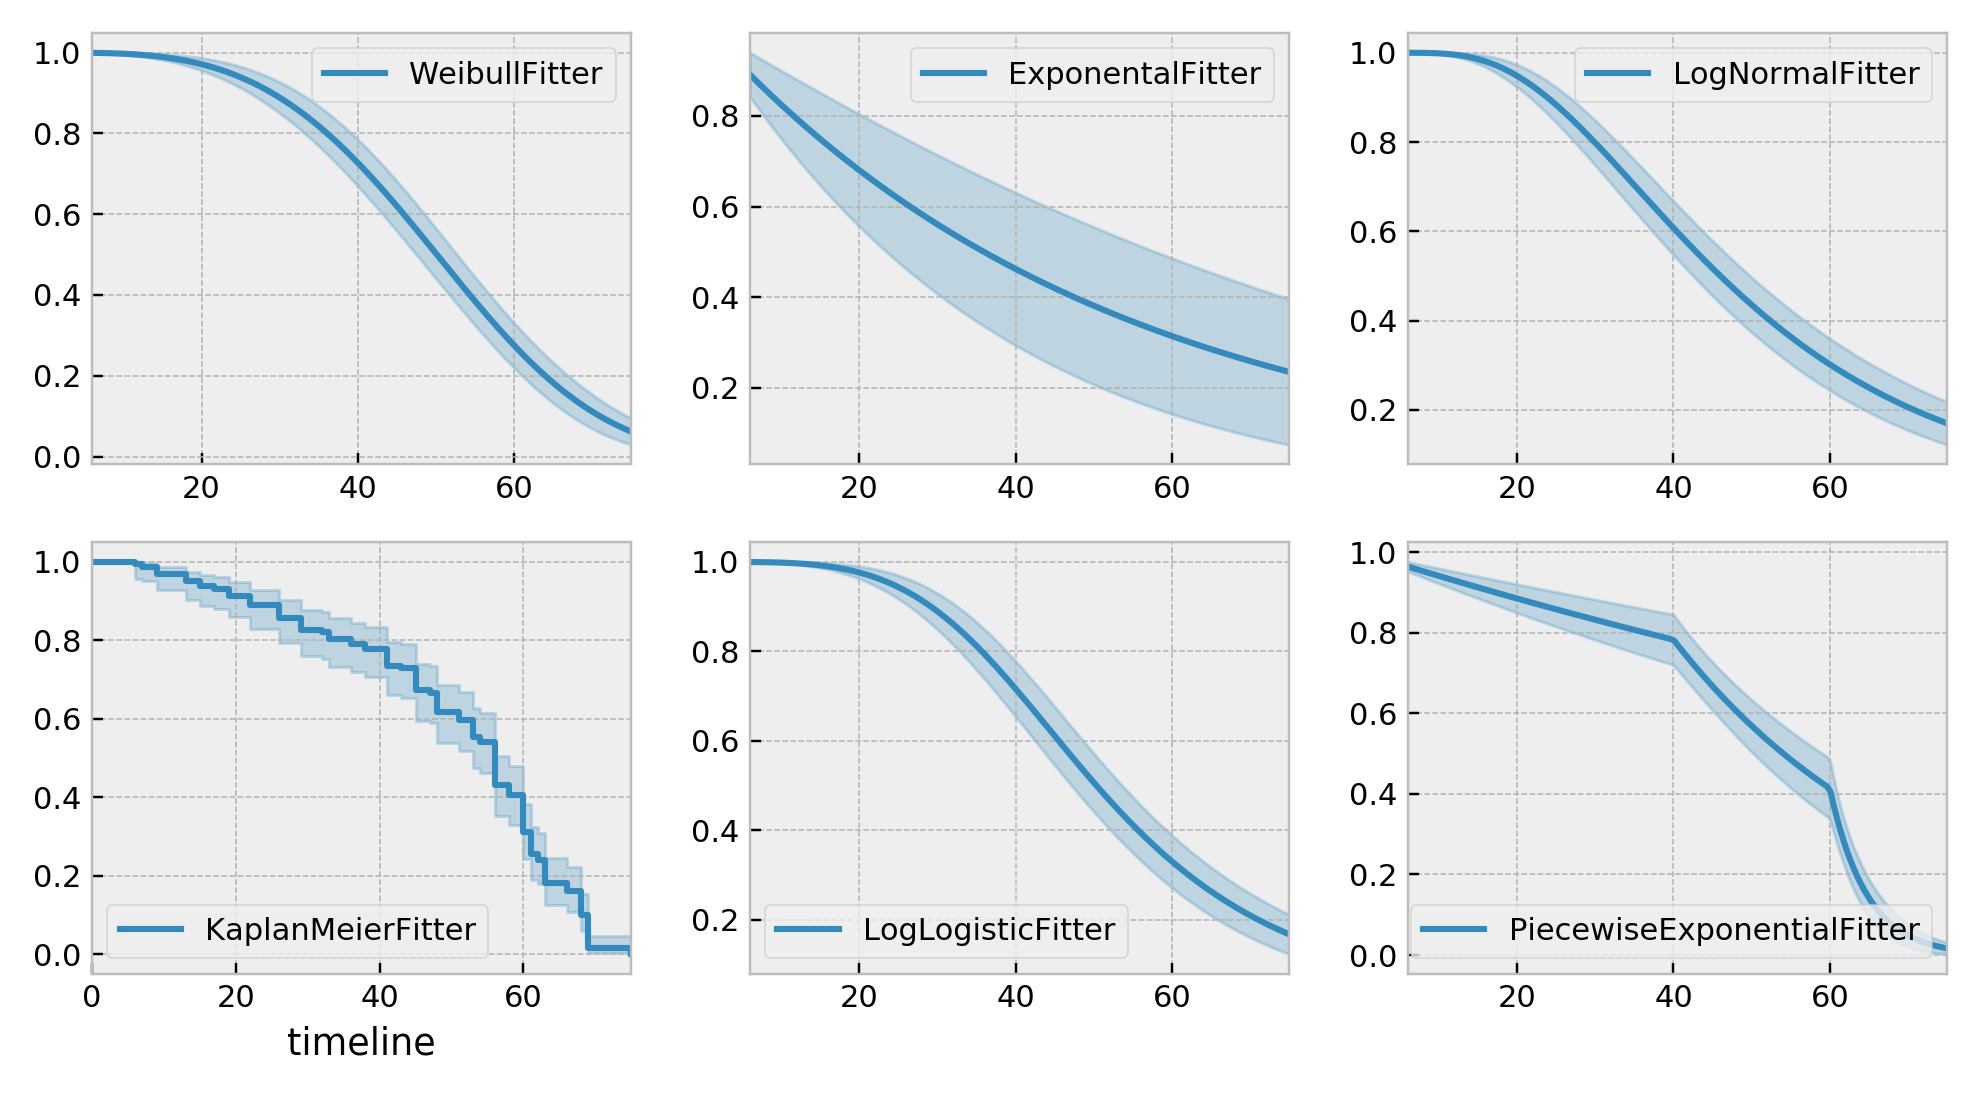 1.0
0.8
0.6
0.4
0.2
0.0
20 40 60
WeibullFitter
0.8
0.6
0.4
0.2
20 40 60
ExponentalFitter
1.0
0.8
0.6
0.4
0.2
20 40 60
LogNormalFitter
1.0
0.8
0.6
0.4
0.2
0.0
0 20 40 60
timeline
KaplanMeierFitter
1.0
0.8
0.6
0.4
0.2
20 40 60
LogLogisticFitter
1.0
0.8
0.6
0.4
0.2
0.0
20 40 60
PiecewiseExponentialFitter